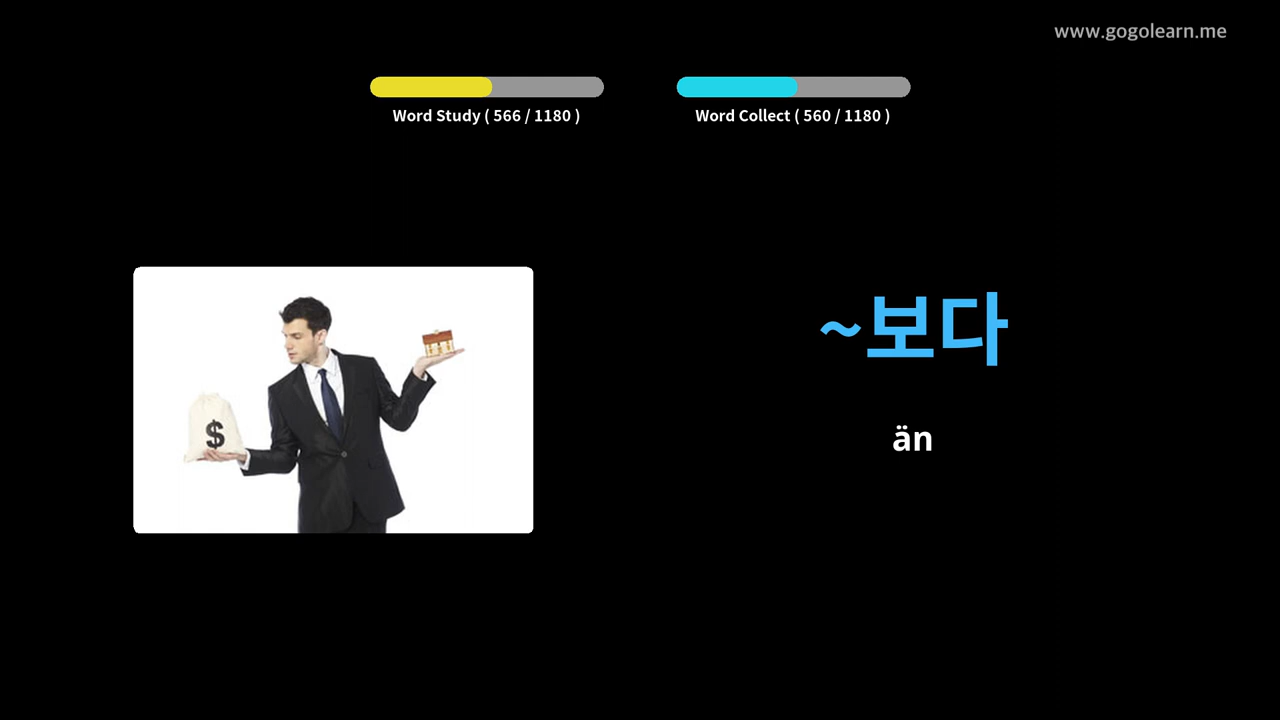 www.gogolearn.me
Word Study ( 566 / 1180 )
Word Collect ( 560 / 1180 )
$
~보다
än